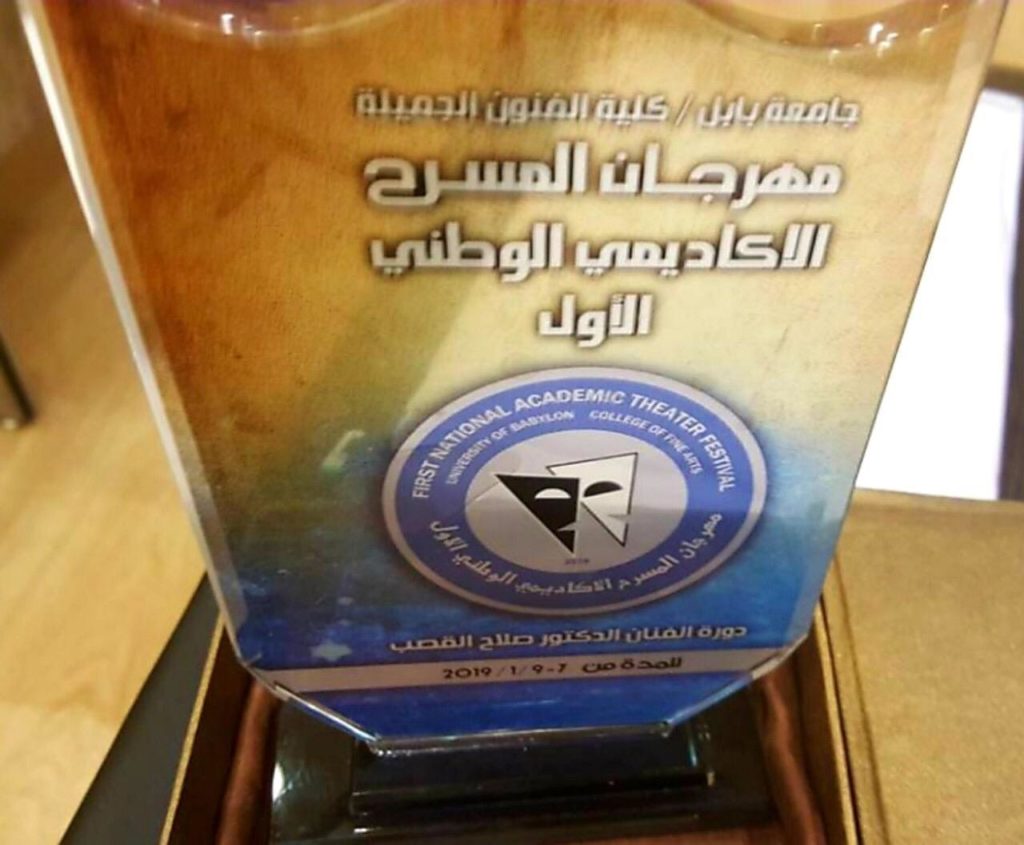 جامعة بابل / كلية الفنون الجميلة
مهرجان المسرح
الاكاديمي الوطني
الأول
FIRST NATIONAL ACADEMIC THEATER FESTIVAL
UNIVERSITY OF BABYLON COLLEGE OF FINE ARTS
2019
مهرجان المسرح الاكاديمي الوطني الاول
دورة الفنان الدكتور صلاح القصب
للمدة من 7-9 /1/ 2019